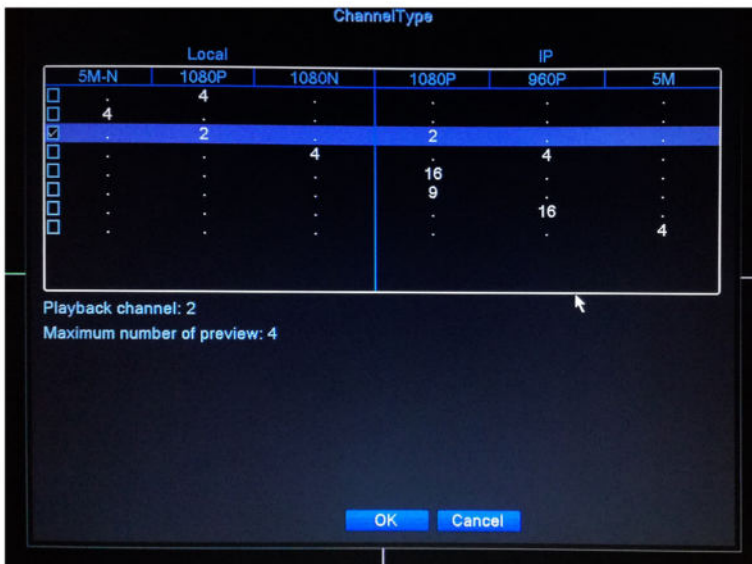 ChannelType
Local IP
5M-N 1080P 1080N 1080P 960P 5M
. 4 . . . .
4 . . . . .
. 2 . 2 . .
. . 4 . 4 .
. . . 16 . .
. . . 9 . .
. . . . 16 .
. . . . . 4
Playback channel: 2
Maximum number of preview: 4
OK Cancel